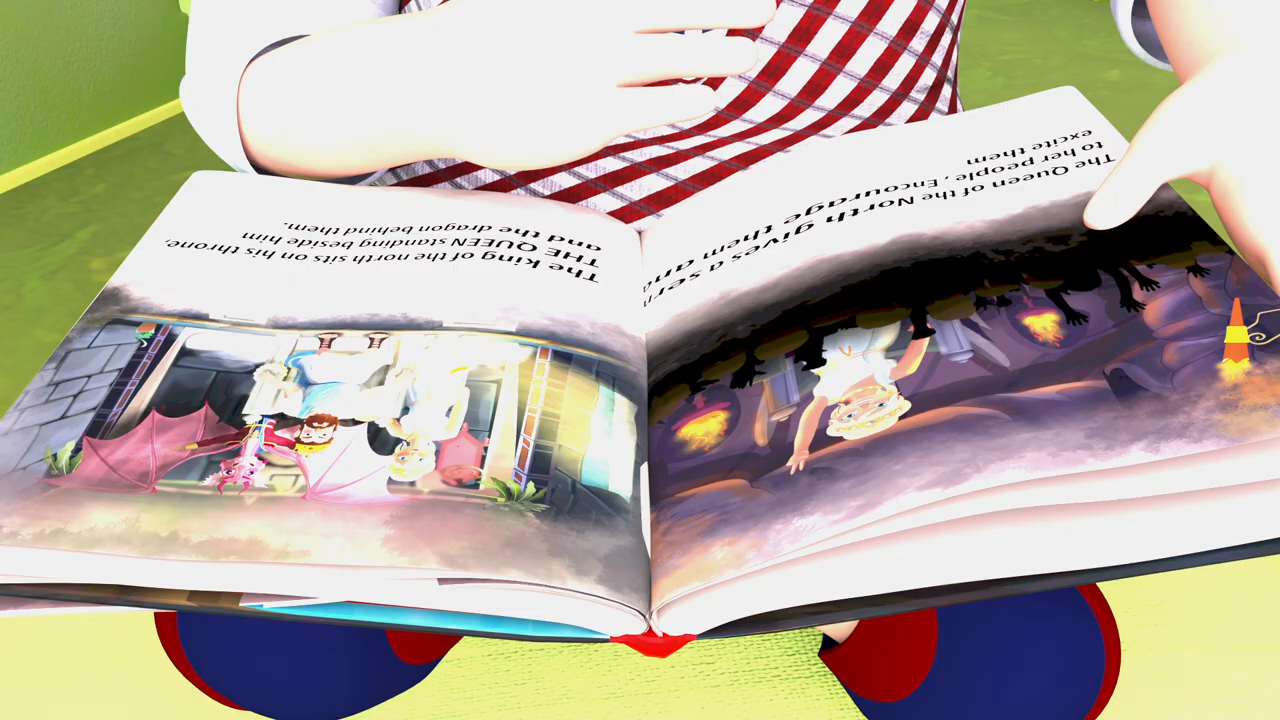 The Queen of the North gives a
to her people , Encourage them and
excite them
The king of the north sits on his throne,
THE QUEEN standing beside him
and the dragon behind them.